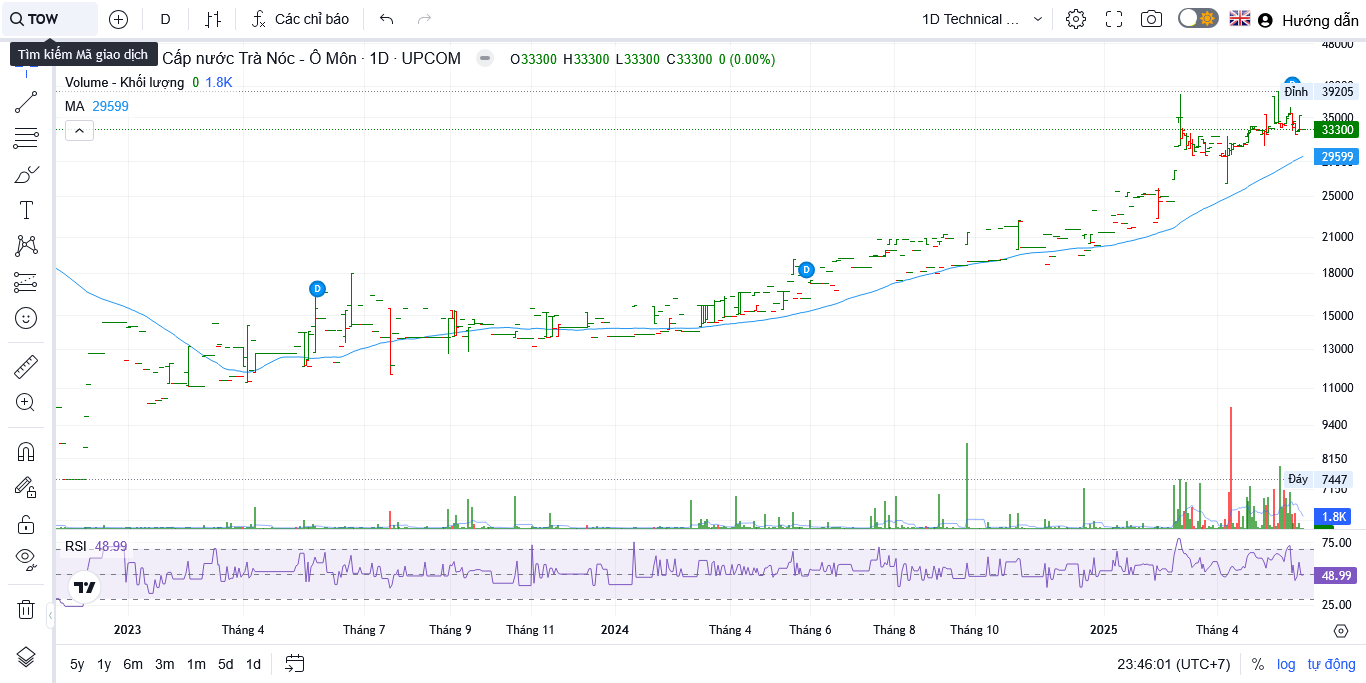 TOW D Các chỉ báo 1D Technical ... Hướng dẫn
Tìm kiếm Mã giao dịch
Cấp nước Trà Nóc - Ô Môn · 1D · UPCOM O33300 H33300 L33300 C33300 0 (0.00%)
Volume - Khối lượng 0 1.8K
MA 29599
48000
Đỉnh 39205
35000
33300
29599
25000
21000
18000
15000
13000
11000
9400
8150
Đáy 7447
7150
1.8K
RSI 48.99
75.00
48.99
25.00
D
D
D
2023 Tháng 4 Tháng 7 Tháng 9 Tháng 11 2024 Tháng 4 Tháng 6 Tháng 8 Tháng 10 2025 Tháng 4
5y 1y 6m 3m 1m 5d 1d 23:46:01 (UTC+7) % log tự động